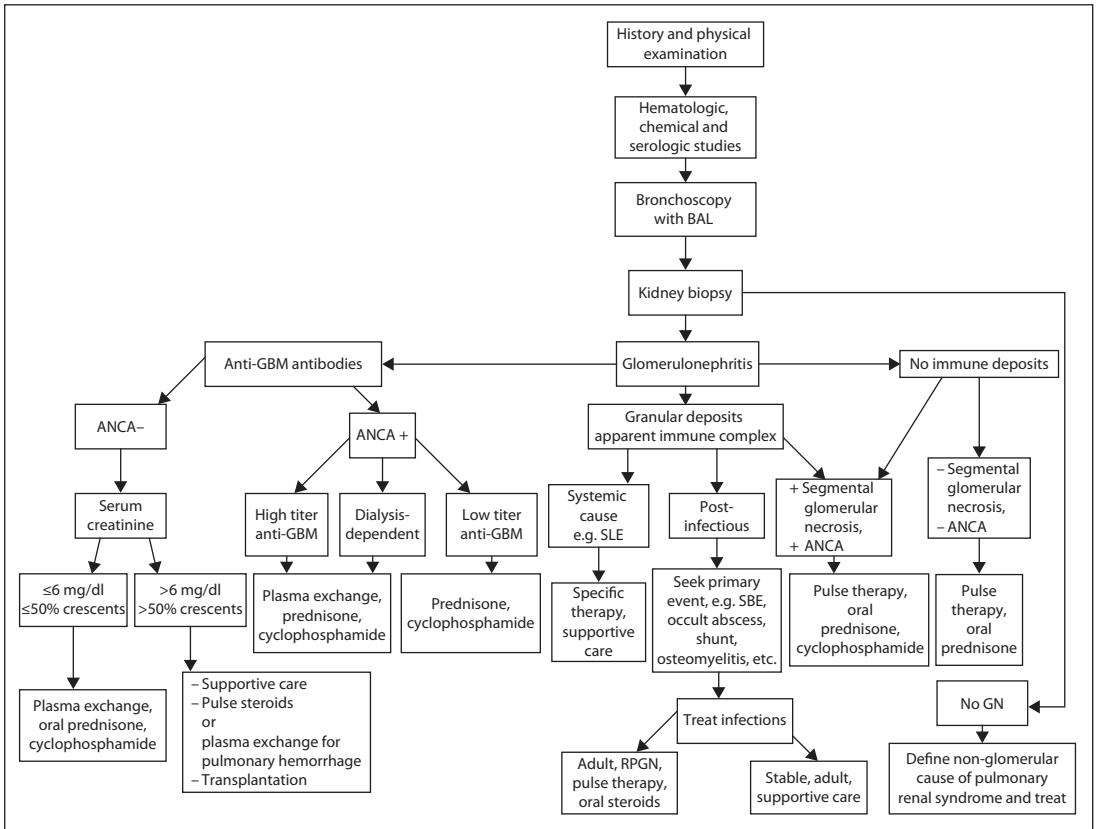 History and physical
examination
Hematologic,
chemical and
serologic studies
Bronchoscopy
with BAL
Kidney biopsy
Anti-GBM antibodies
Glomerulonephritis
No immune deposits
ANCA–
ANCA +
Granular deposits
apparent immune complex
Serum
creatinine
High titer
anti-GBM
Dialysis-
dependent
Low titer
anti-GBM
Systemic
cause
e.g. SLE
Post-
infectious
+ Segmental
glomerular
necrosis,
+ ANCA
– Segmental
glomerular
necrosis,
– ANCA
≤6 mg/dl
≤50% crescents
>6 mg/dl
>50% crescents
Plasma exchange,
prednisone,
cyclophosphamide
Prednisone,
cyclophosphamide
Specific
therapy,
supportive
care
Seek primary
event, e.g. SBE,
occult abscess,
shunt,
osteomyelitis, etc.
Pulse therapy,
oral
prednisone,
cyclophosphamide
Pulse
therapy,
oral
prednisone
Plasma exchange,
oral prednisone,
cyclophosphamide
– Supportive care
– Pulse steroids
or
plasma exchange for
pulmonary hemorrhage
– Transplantation
Treat infections
No GN
Adult, RPGN,
pulse therapy,
oral steroids
Stable, adult,
supportive care
Define non-glomerular
cause of pulmonary
renal syndrome and treat